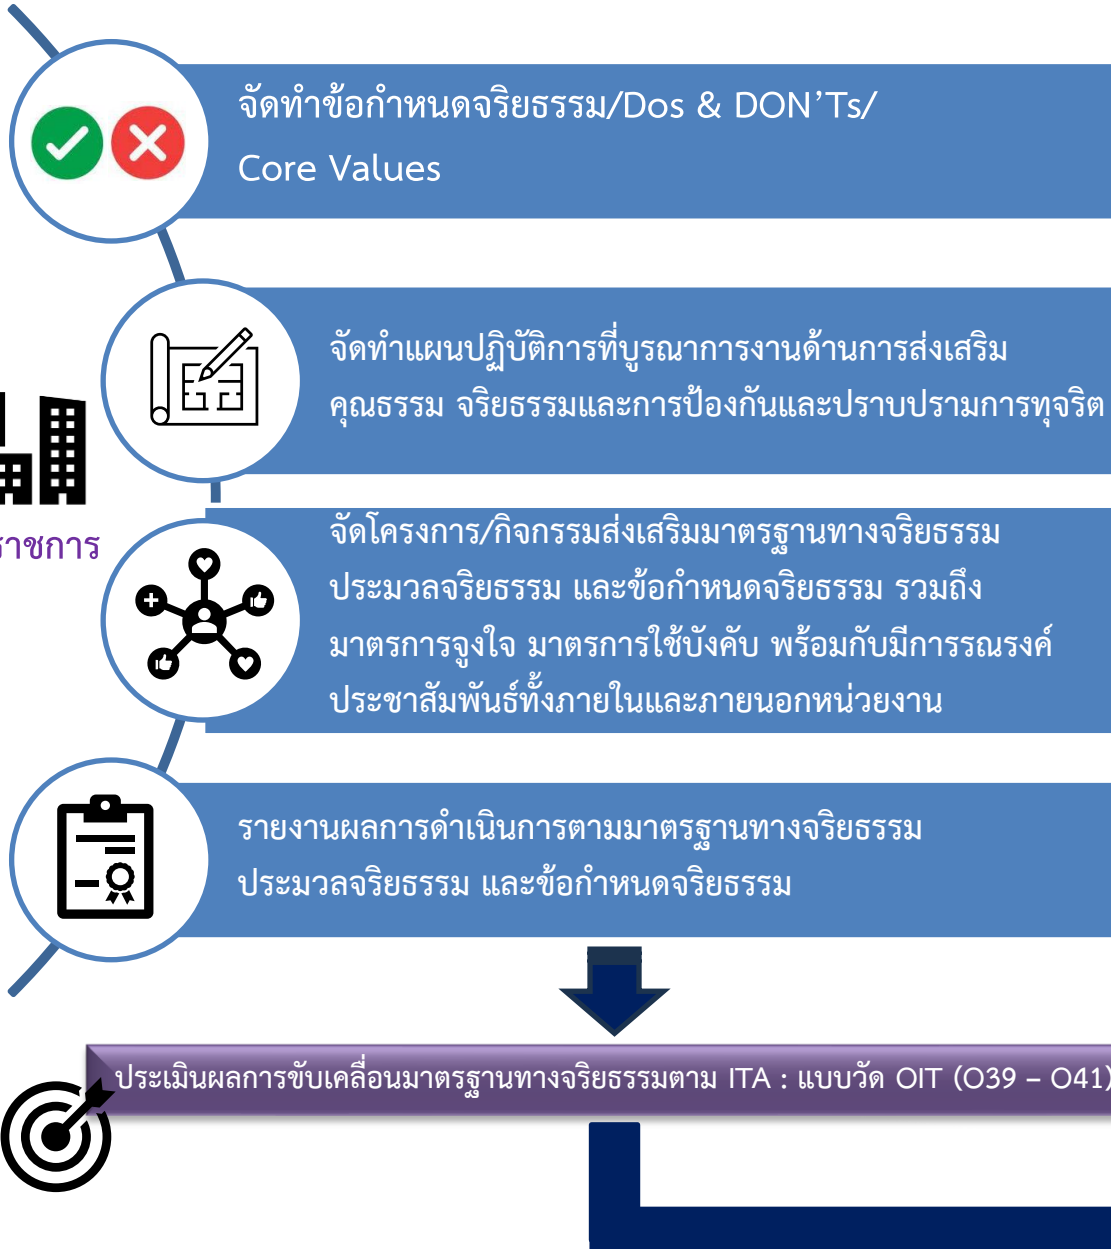 จัดทำข้อกำหนดจริยธรรม/Dos & DON’Ts/
Core Values
จัดทำแผนปฏิบัติการที่บูรณาการงานด้านการส่งเสริม
คุณธรรม จริยธรรมและการป้องกันและปราบปรามการทุจริต
ราชการ
จัดโครงการ/กิจกรรมส่งเสริมมาตรฐานทางจริยธรรม
ประมวลจริยธรรม และข้อกำหนดจริยธรรม รวมถึง
มาตรการจูงใจ มาตรการใช้บังคับ พร้อมกับมีการรณรงค์
ประชาสัมพันธ์ทั้งภายในและภายนอกหน่วยงาน
รายงานผลการดำเนินการตามมาตรฐานทางจริยธรรม
ประมวลจริยธรรม และข้อกำหนดจริยธรรม
ประเมินผลการขับเคลื่อนมาตรฐานทางจริยธรรมตาม ITA : แบบวัด OIT (O39 – O41)